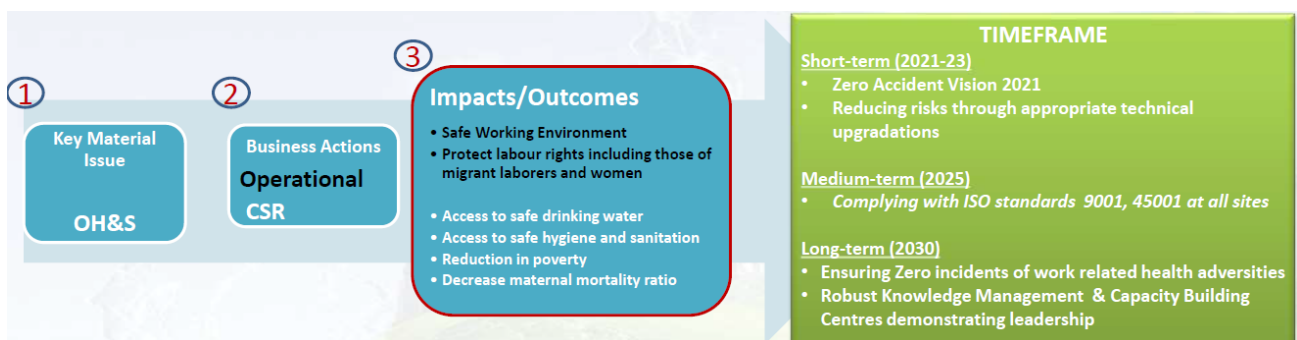 1
Key Material
Issue
OH&S
2
Business Actions
Operational
CSR
3
Impacts/Outcomes
• Safe Working Environment
• Protect labour rights including those of
migrant laborers and women
• Access to safe drinking water
• Access to safe hygiene and sanitation
• Reduction in poverty
• Decrease maternal mortality ratio
TIMEFRAME
Short-term (2021-23)
• Zero Accident Vision 2021
• Reducing risks through appropriate technical
upgradations
Medium-term (2025)
• Complying with ISO standards 9001, 45001 at all sites
Long-term (2030)
• Ensuring Zero incidents of work related health adversities
• Robust Knowledge Management & Capacity Building
Centres demonstrating leadership